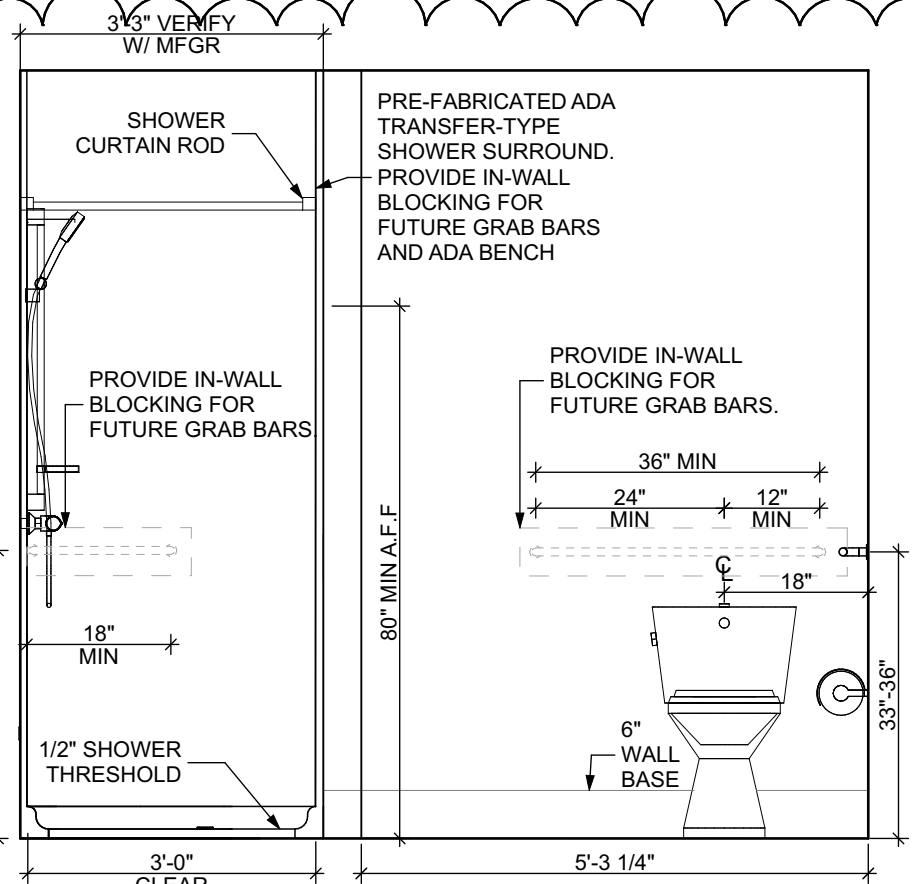 3'-3" VERIFY
W/ MFGR
SHOWER
CURTAIN ROD
PRE-FABRICATED ADA
TRANSFER-TYPE
SHOWER SURROUND.
PROVIDE IN-WALL
BLOCKING FOR
FUTURE GRAB BARS
AND ADA BENCH
PROVIDE IN-WALL
BLOCKING FOR
FUTURE GRAB BARS.
PROVIDE IN-WALL
BLOCKING FOR
FUTURE GRAB BARS.
36" MIN
24"
MIN
12"
MIN
80" MIN A.F.F
CL
18"
18"
MIN
33"-36"
6"
WALL
BASE
1/2" SHOWER
THRESHOLD
3'-0"
CLEAR
5'-3 1/4"